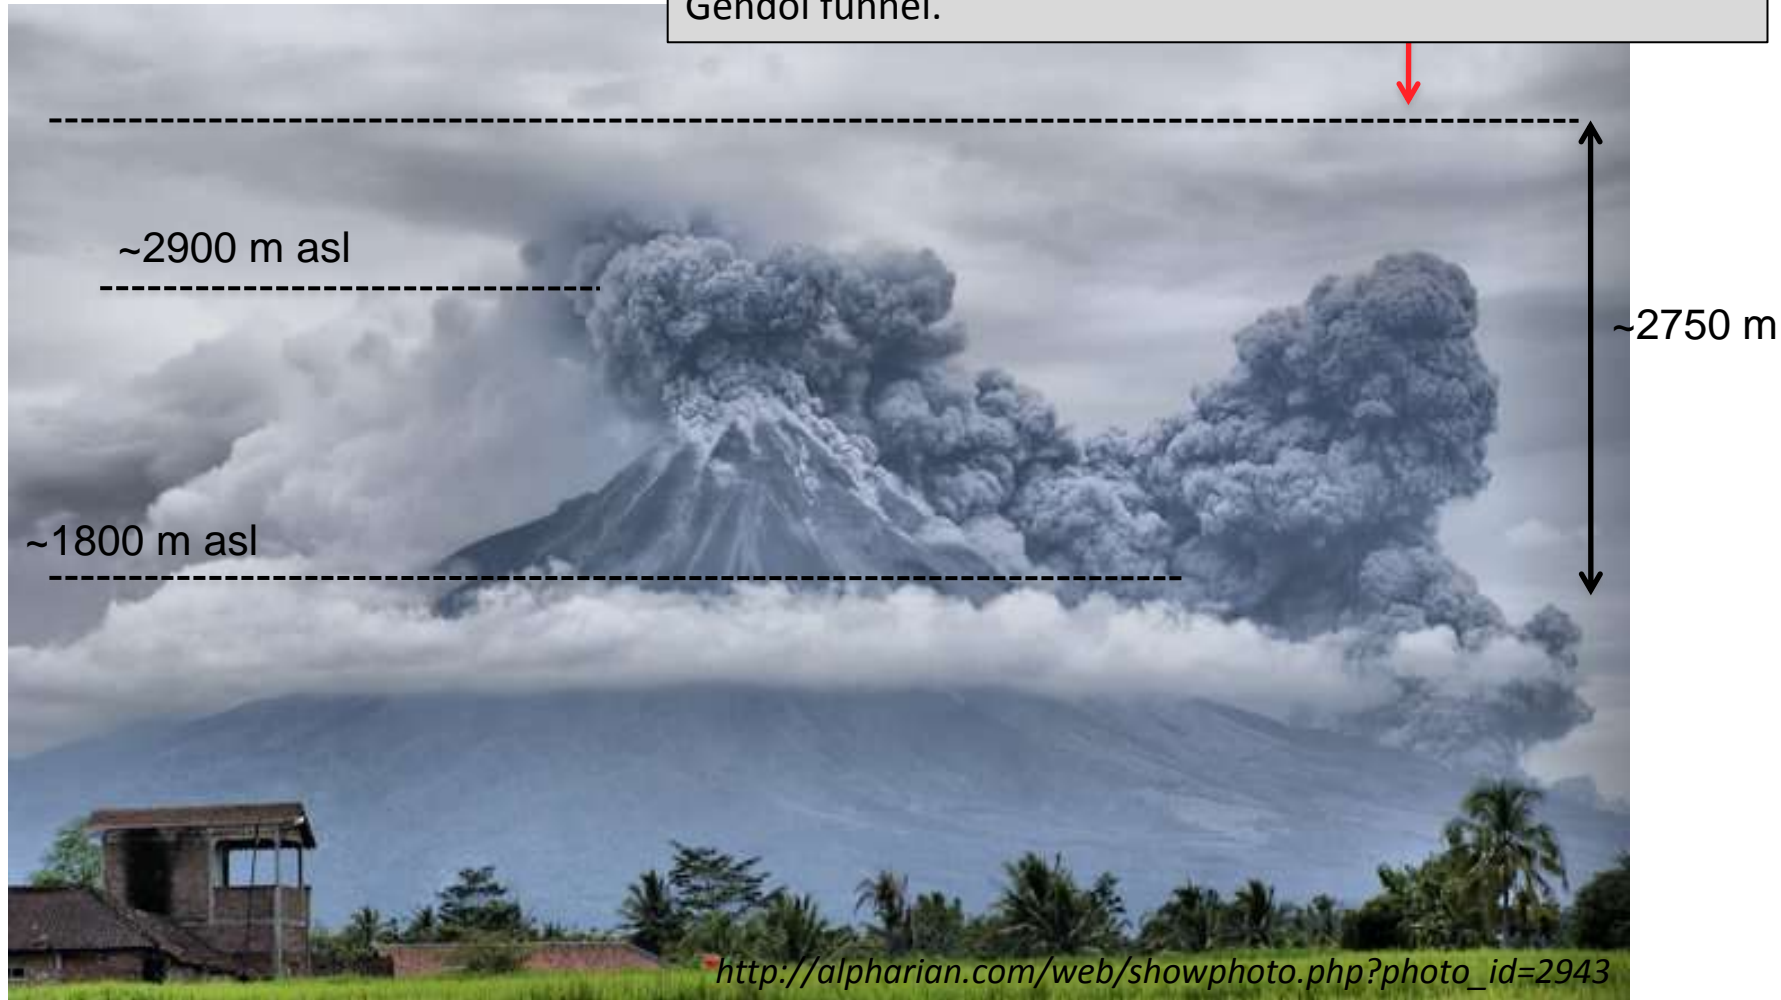 Gendol funnel.
~2900 m asl
~2750 m
~1800 m asl
http://alpharian.com/web/showphoto.php?photo_id=2943